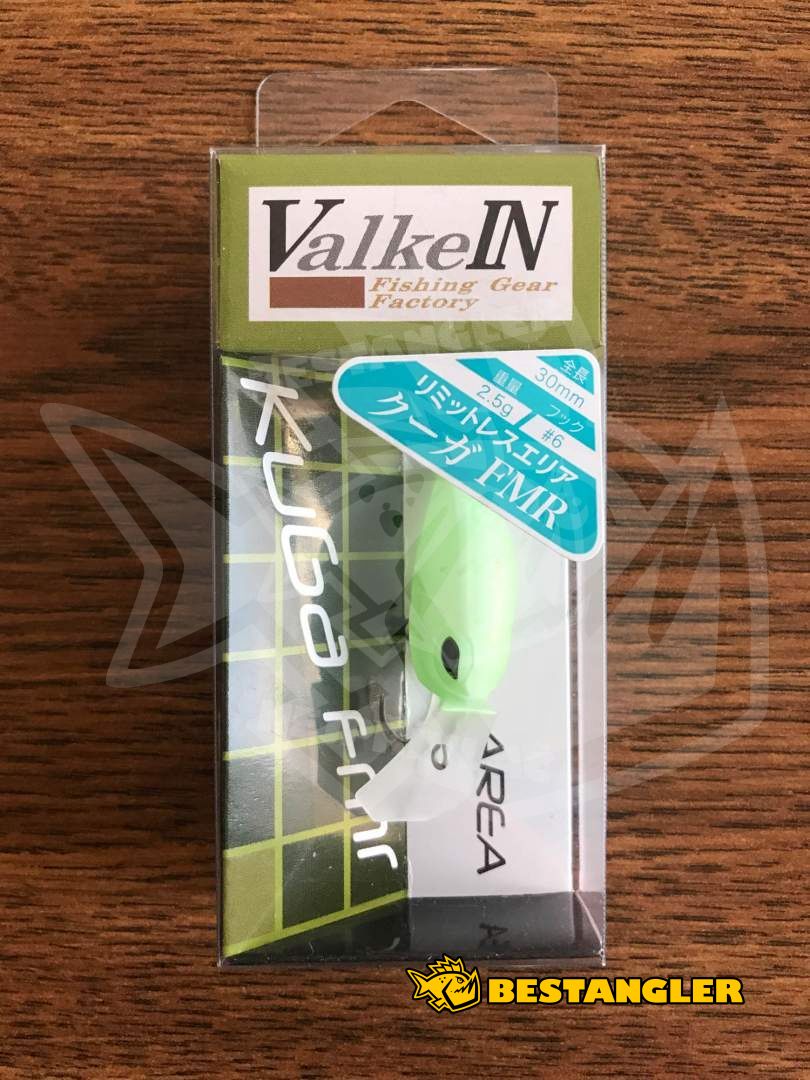 ValkeIN
Fishing Gear
Factory
全長
30mm
重量
2.5g
フック
#6
リミットレスエリア
クーガ FMR
Kuga FMR
AREA
BESTANGLER
BESTANGLER